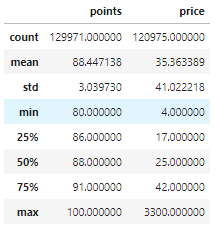 points price
count 129971.000000 120975.000000
mean 88.447138 35.363389
std 3.039730 41.022218
min 80.000000 4.000000
25% 86.000000 17.000000
50% 88.000000 25.000000
75% 91.000000 42.000000
max 100.000000 3300.000000